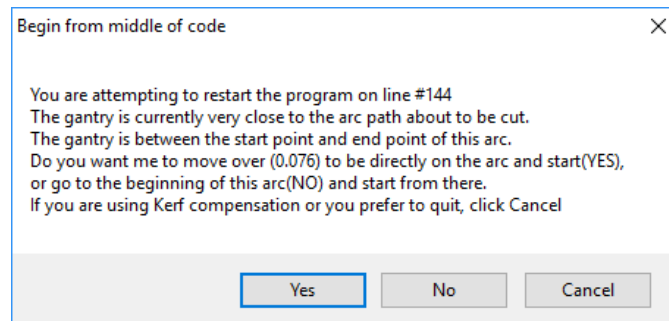 Begin from middle of code
You are attempting to restart the program on line #144
The gantry is currently very close to the arc path about to be cut.
The gantry is between the start point and end point of this arc.
Do you want me to move over (0.076) to be directly on the arc and start(YES),
or go to the beginning of this arc(NO) and start from there.
If you are using Kerf compensation or you prefer to quit, click Cancel
Yes
No
Cancel